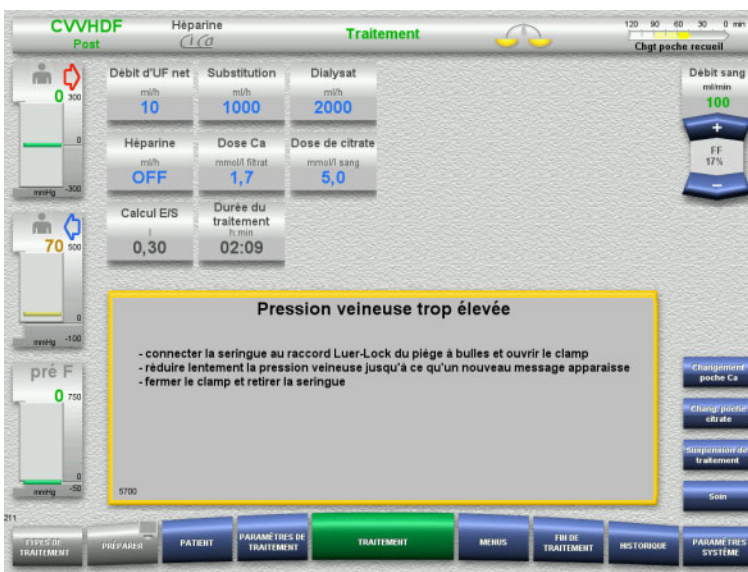 CVVHDF
Post
Héparine
Ci Ca
Traitement
120 90 60 30 0 min
Chgt poche recueil
0
300
0
-300
mmHg
Débit d'UF net
ml/h
10
Substitution
ml/h
1000
Dialysat
ml/h
2000
Débit sang
ml/min
100
+
FF
17%
−
Héparine
ml/h
OFF
Dose Ca
mmol/l filtrat
1,7
Dose de citrate
mmol/l sang
5,0
Calcul E/S
l
0,30
Durée du
traitement
h:min
02:09
70
500
0
-100
mmHg
Pression veineuse trop élevée
- connecter la seringue au raccord Luer-Lock du piège à bulles et ouvrir le clamp
- réduire lentement la pression veineuse jusqu'à ce qu'un nouveau message apparaisse
- fermer le clamp et retirer la seringue
5790
pré F
0
750
0
-50
mmHg
Changement
poche Ca
Chang. poche
citrate
Suspension de
traitement
Soin
211
TYPES DE
TRAITEMENT
PRÉPARER
PATIENT
PARAMÈTRES DE
TRAITEMENT
TRAITEMENT
MENUS
FIN DE
TRAITEMENT
HISTORIQUE
PARAMÈTRES
SYSTÈME